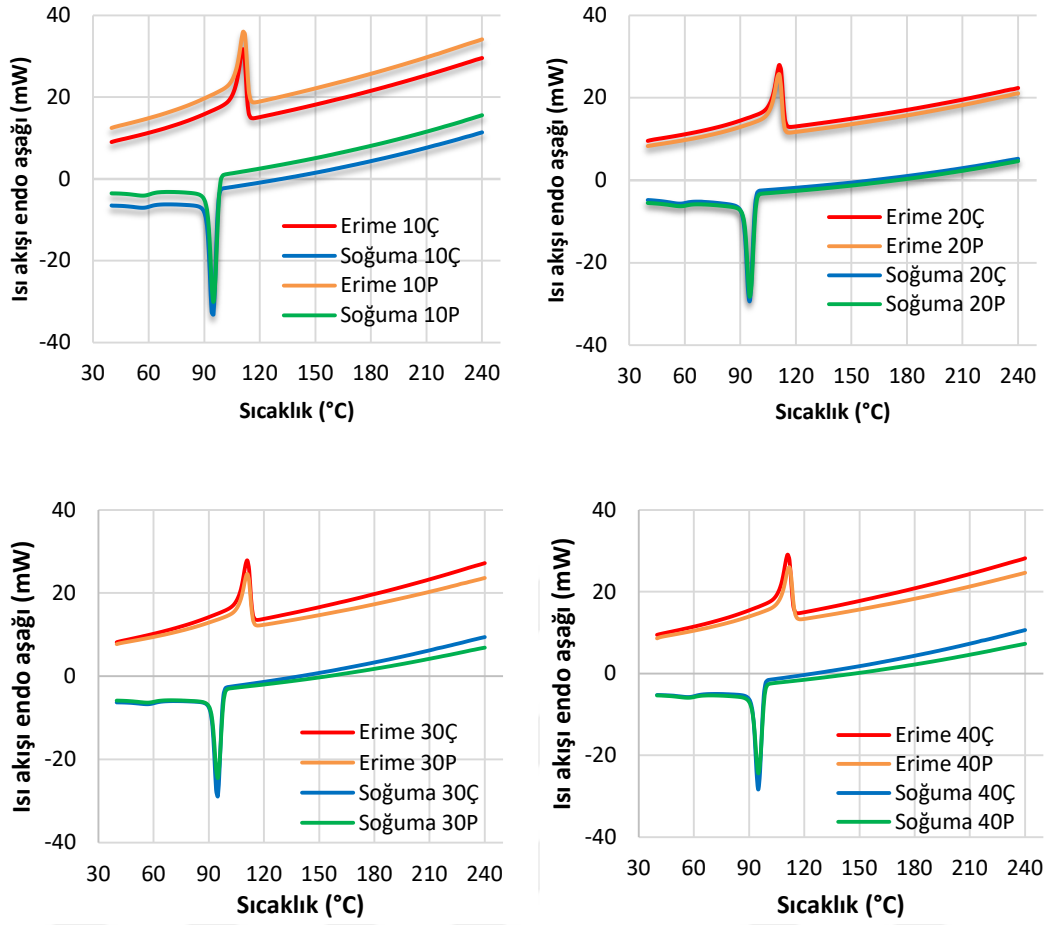 Isı akışı endo aşağı (mW)
40
20
0
-20
-40
30 60 90 120 150 180 210 240
Sıcaklık (°C)
Erime 10Ç
Soğuma 10Ç
Erime 10P
Soğuma 10P
Isı akışı endo aşağı (mW)
40
20
0
-20
-40
30 60 90 120 150 180 210 240
Sıcaklık (°C)
Erime 20Ç
Erime 20P
Soğuma 20Ç
Soğuma 20P
Isı akışı endo aşağı (mW)
40
20
0
-20
-40
30 60 90 120 150 180 210 240
Sıcaklık (°C)
Erime 30Ç
Erime 30P
Soğuma 30Ç
Soğuma 30P
Isı akışı endo aşağı (mW)
40
20
0
-20
-40
30 60 90 120 150 180 210 240
Sıcaklık (°C)
Erime 40Ç
Erime 40P
Soğuma 40Ç
Soğuma 40P